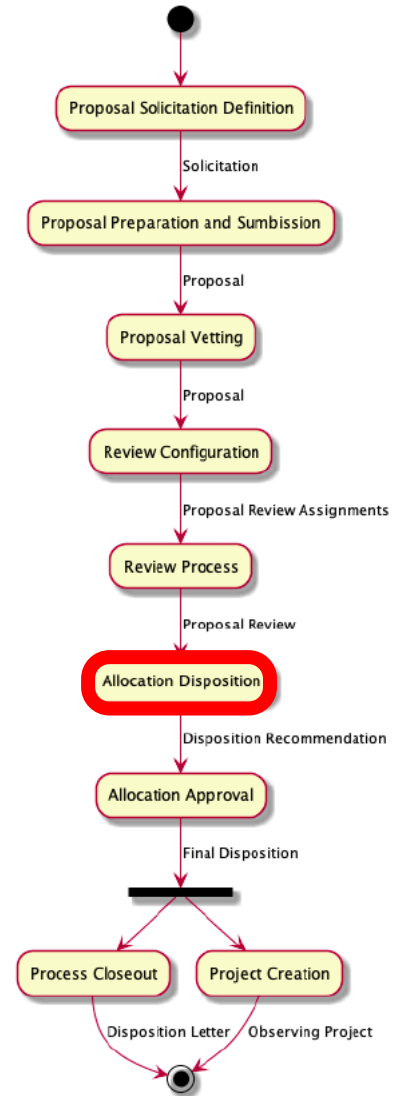 Proposal Solicitation Definition
Solicitation
Proposal Preparation and Sumbission
Proposal
Proposal Vetting
Proposal
Review Configuration
Proposal Review Assignments
Review Process
Proposal Review
Allocation Disposition
Disposition Recommendation
Allocation Approval
Final Disposition
Process Closeout
Project Creation
Disposition Letter
Observing Project